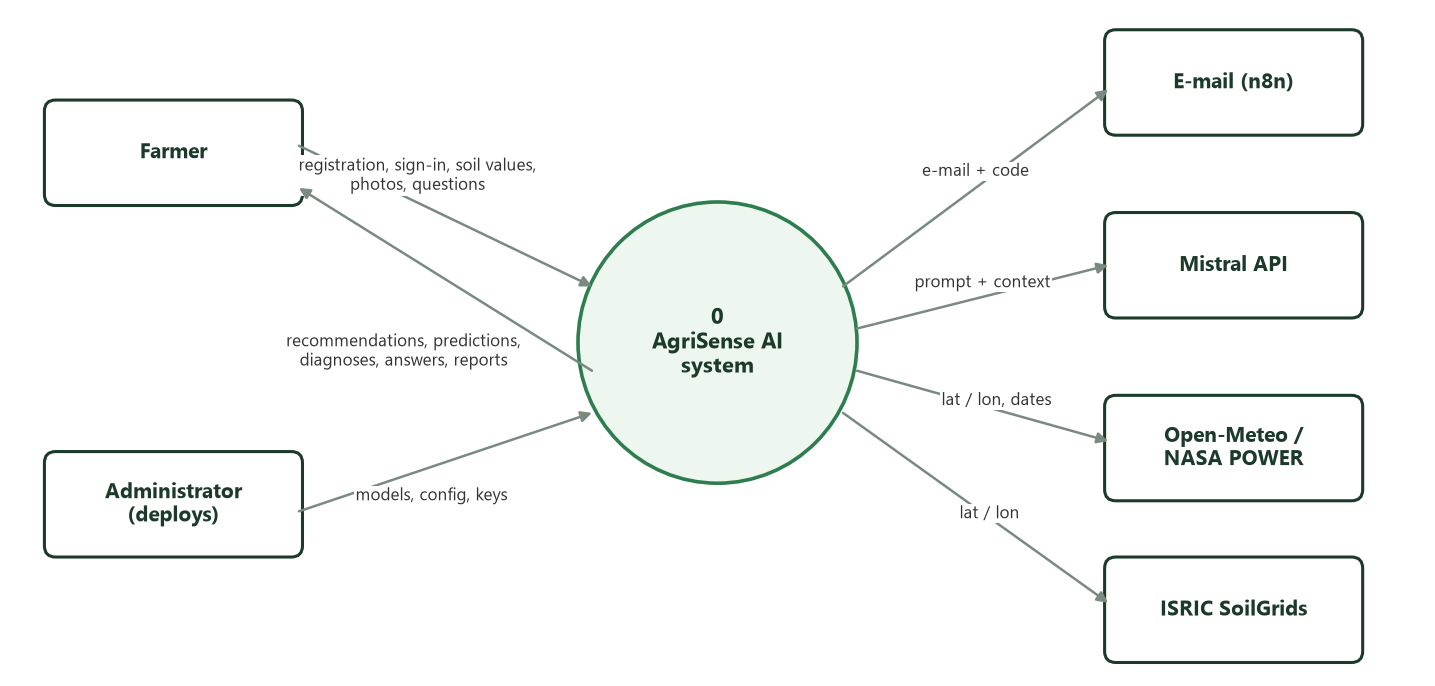 Farmer
registration, sign-in, soil values,
photos, questions
recommendations, predictions,
diagnoses, answers, reports
Administrator
(deploys)
models, config, keys
0
AgriSense AI
system
e-mail + code
prompt + context
lat / lon, dates
lat / lon
E-mail (n8n)
Mistral API
Open-Meteo /
NASA POWER
ISRIC SoilGrids